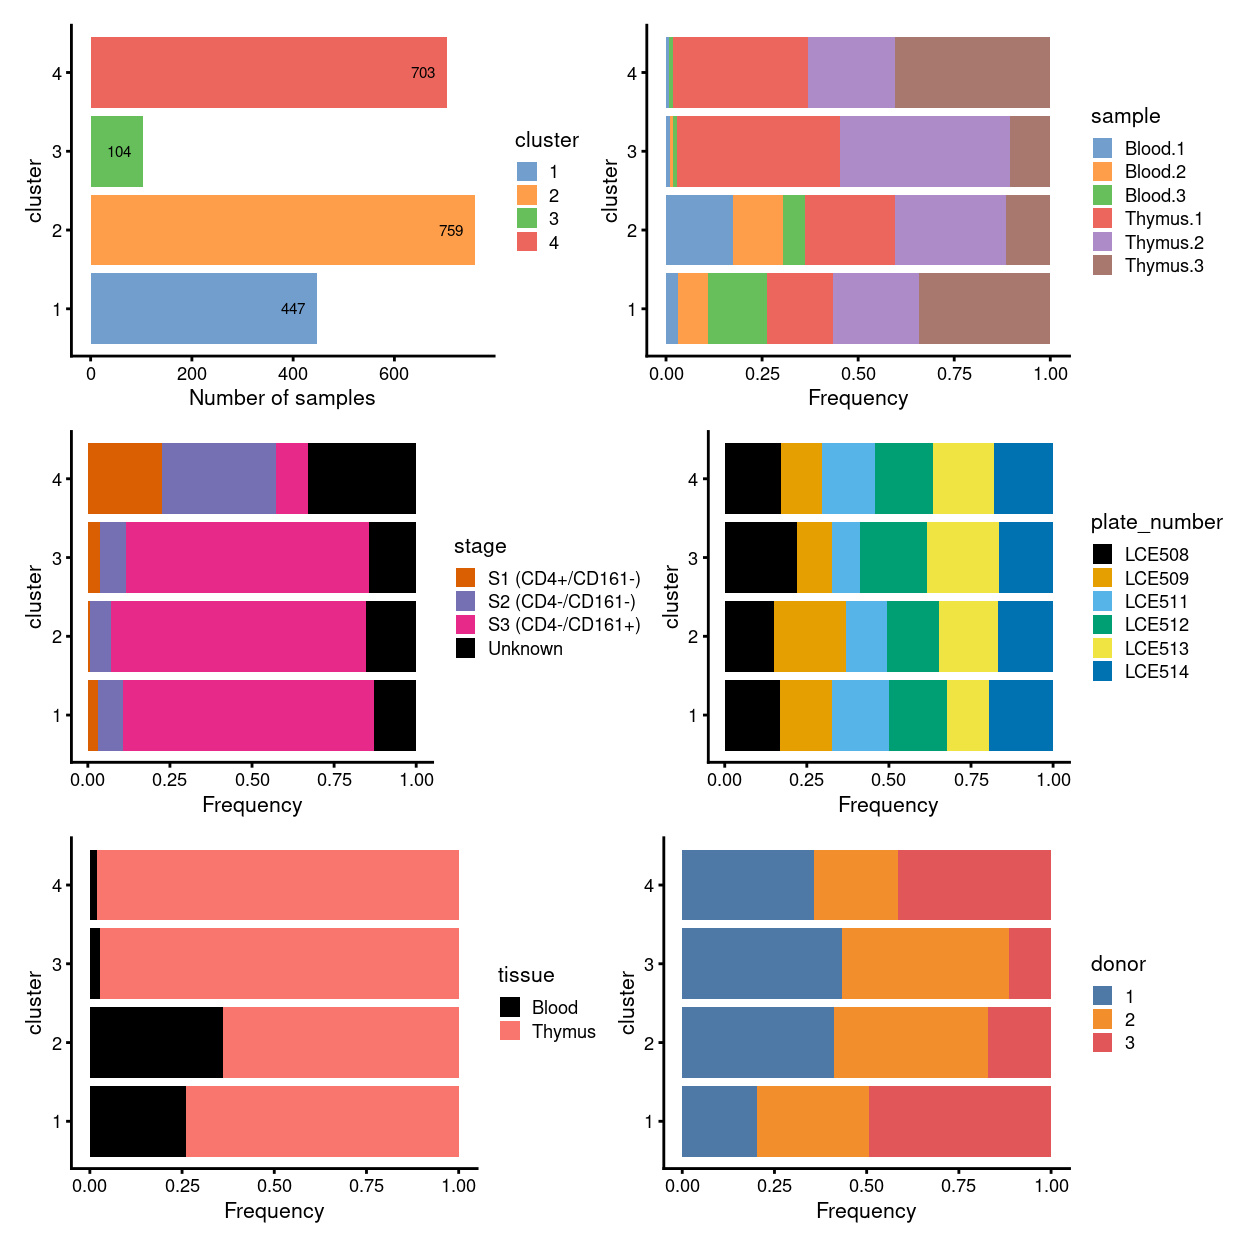 4
3
2
1
cluster
703
104
759
447
0
200
400
600
Number of samples
cluster
1
2
3
4
4
3
2
1
cluster
0.00
0.25
0.50
0.75
1.00
Frequency
sample
Blood.1
Blood.2
Blood.3
Thymus.1
Thymus.2
Thymus.3
4
3
2
1
cluster
0.00
0.25
0.50
0.75
1.00
Frequency
stage
S1 (CD4+/CD161-)
S2 (CD4-/CD161-)
S3 (CD4-/CD161+)
Unknown
4
3
2
1
cluster
0.00
0.25
0.50
0.75
1.00
Frequency
plate_number
LCE508
LCE509
LCE511
LCE512
LCE513
LCE514
4
3
2
1
cluster
0.00
0.25
0.50
0.75
1.00
Frequency
tissue
Blood
Thymus
4
3
2
1
cluster
0.00
0.25
0.50
0.75
1.00
Frequency
donor
1
2
3